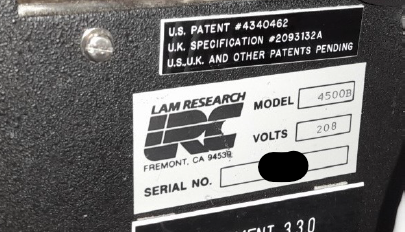 U.S. PATENT #4340462
U.K. SPECIFICATION #2093132A
U.S.,U.K. AND OTHER PATENTS PENDING
LAM RESEARCH
LRC
FREMONT, CA 94539
MODEL 4500B
VOLTS 208
SERIAL NO.
330